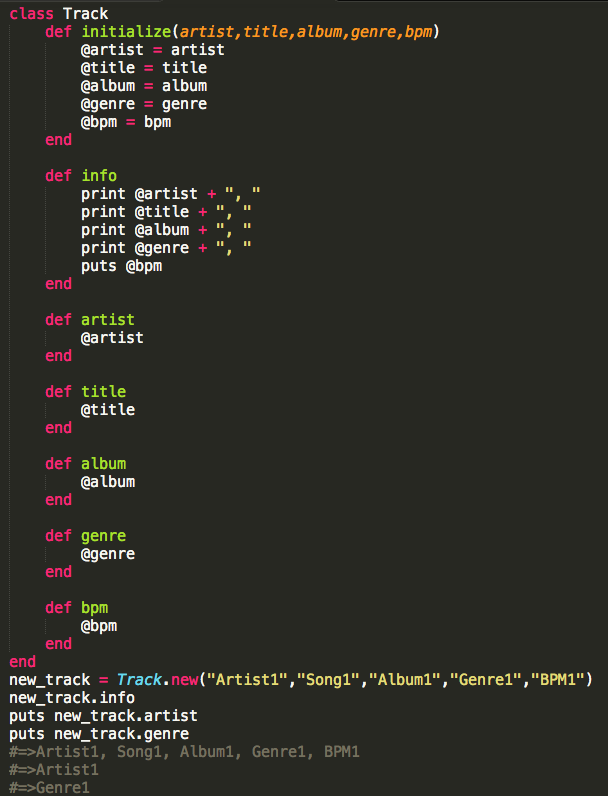 class Track
    def initialize(artist,title,album,genre,bpm)
        @artist = artist
        @title = title
        @album = album
        @genre = genre
        @bpm = bpm
    end

    def info
        print @artist + ", "
        print @title + ", "
        print @album + ", "
        print @genre + ", "
        puts @bpm
    end

    def artist
        @artist
    end

    def title
        @title
    end

    def album
        @album
    end

    def genre
        @genre
    end

    def bpm
        @bpm
    end
end
new_track = Track.new("Artist1","Song1","Album1","Genre1","BPM1")
new_track.info
puts new_track.artist
puts new_track.genre
#=>Artist1, Song1, Album1, Genre1, BPM1
#=>Artist1
#=>Genre1